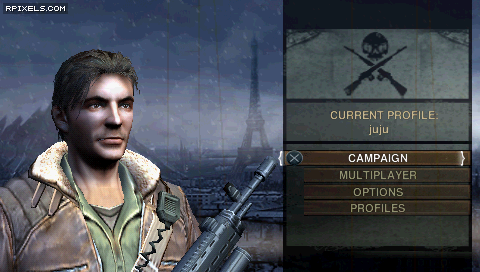 RPIXELS.COM
CURRENT PROFILE:
juju
CAMPAIGN
MULTIPLAYER
OPTIONS
PROFILES